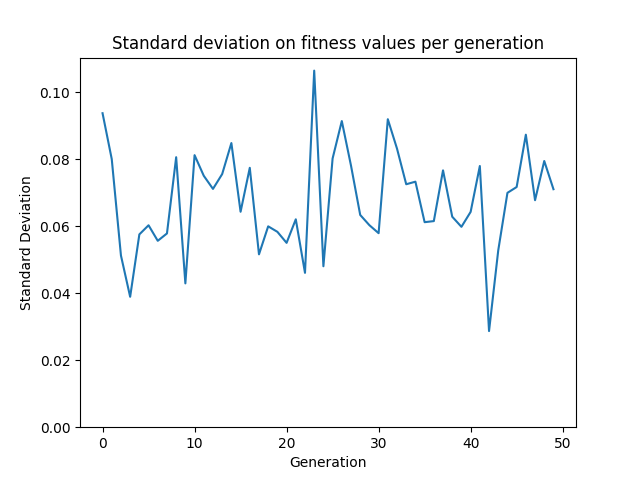 Standard deviation on fitness values per generation
0.10
0.08
0.06
0.04
0.02
0.00
Standard Deviation
0 10 20 30 40 50
Generation